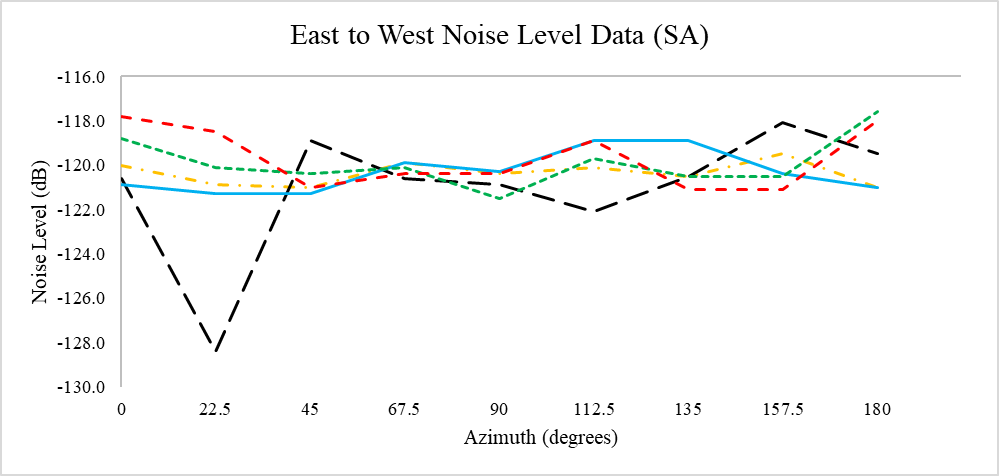 East to West Noise Level Data (SA)
-116.0
-118.0
-120.0
-122.0
-124.0
-126.0
-128.0
-130.0
Noise Level (dB)
0 22.5 45 67.5 90 112.5 135 157.5 180
Azimuth (degrees)